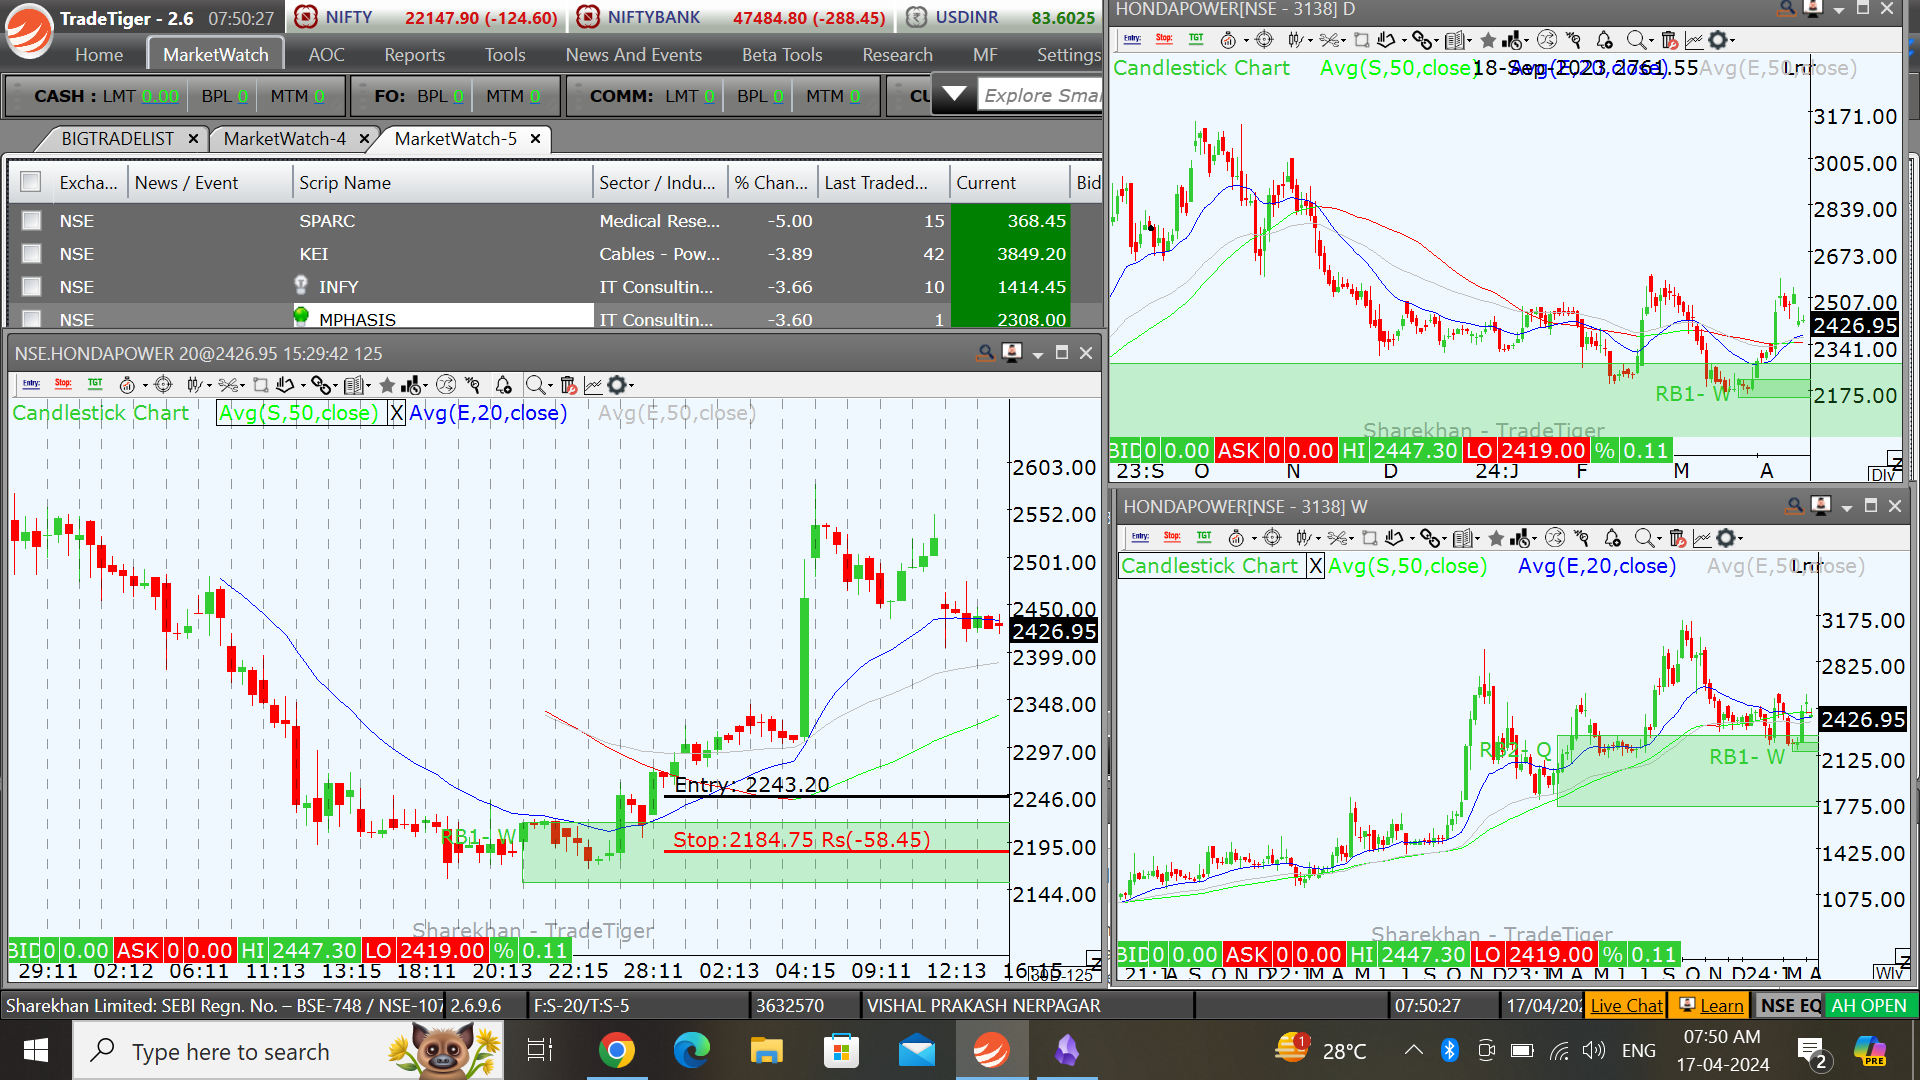 TradeTiger - 2.6 07:50:27 NIFTY 22147.90 (-124.60) NIFTYBANK 47484.80 (-288.45) USDINR 83.6025
Home MarketWatch AOC Reports Tools News And Events Beta Tools Research MF Settings
CASH : LMT 0.00 BPL 0 MTM 0 FO: BPL 0 MTM 0 COMM: LMT 0 BPL 0 MTM 0 Explore Smar
BIGTRADELIST MarketWatch-4 MarketWatch-5
Excha... News / Event Scrip Name Sector / Indu... % Chan... Last Traded... Current Bid
NSE SPARC Medical Rese... -5.00 15 368.45
NSE KEI Cables - Pow... -3.89 42 3849.20
NSE INFY IT Consultin... -3.66 10 1414.45
NSE MPHASIS IT Consultin... -3.60 1 2308.00
NSE.HONDAPOWER 20@2426.95 15:29:42 125
Entry: Stop: TGT
Candlestick Chart Avg(S,50,close) X Avg(E,20,close) Avg(E,50,close)
2603.00
2552.00
2501.00
2450.00
2426.95
2399.00
2348.00
2297.00
Entry: 2243.20
2246.00
RB1- W
Stop:2184.75 Rs(-58.45)
2195.00
2144.00
Sharekhan - TradeTiger
BID 0 0.00 ASK 0 0.00 HI 2447.30 LO 2419.00 % 0.11
29:11 02:12 06:11 11:13 13:15 18:11 20:13 22:15 28:11 02:13 04:15 09:11 12:13 16:15
HONDAPOWER[NSE - 3138] D
Entry: Stop: TGT
Candlestick Chart Avg(S,50,close) 18-Sep-2023 2761.55 Avg(E,20,close) Avg(E,50,close)
3171.00
3005.00
2839.00
2673.00
2507.00
2426.95
2341.00
RB1- W
2175.00
Sharekhan - TradeTiger
BID 0 0.00 ASK 0 0.00 HI 2447.30 LO 2419.00 % 0.11
23:S O N D 24:J F M A
HONDAPOWER[NSE - 3138] W
Entry: Stop: TGT
Candlestick Chart X Avg(S,50,close) Avg(E,20,close) Avg(E,50,close)
3175.00
2825.00
2426.95
RB2- Q
RB1- W
2125.00
1775.00
1425.00
1075.00
Sharekhan - TradeTiger
BID 0 0.00 ASK 0 0.00 HI 2447.30 LO 2419.00 % 0.11
Sharekhan Limited: SEBI Regn. No. – BSE-748 / NSE-107 2.6.9.6 F:S-20/T:S-5 3632570 VISHAL PRAKASH NERPAGAR 07:50:27 17/04/202 Live Chat Learn NSE EQ AH OPEN
Type here to search 1 28°C ENG 07:50 AM 2 PRE
17-04-2024